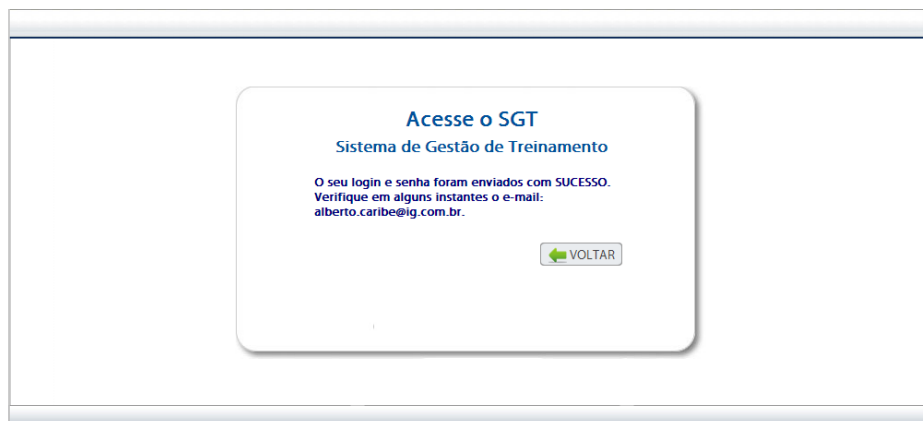 Acesse o SGT
Sistema de Gestão de Treinamento
O seu login e senha foram enviados com SUCESSO.
Verifique em alguns instantes o e-mail:
alberto.caribe@ig.com.br.
VOLTAR